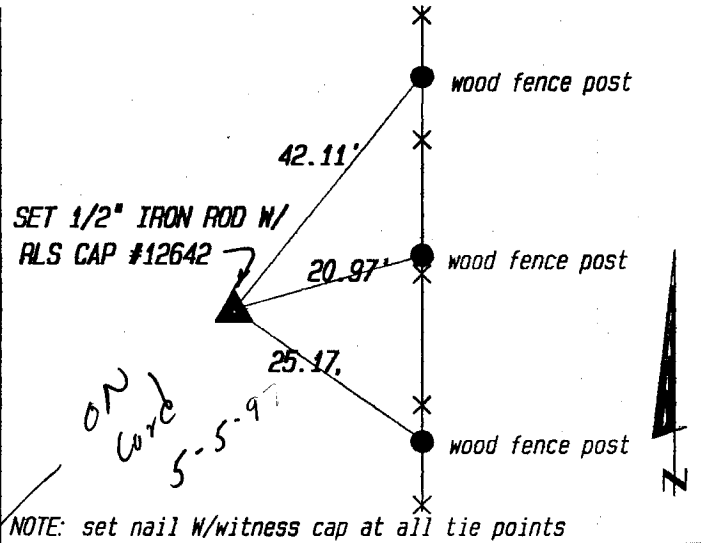 wood fence post
42.11'
SET 1/2" IRON ROD W/
RLS CAP #12642
20.97'
wood fence post
25.17'
ON
Card
5-5-97
wood fence post
N
NOTE: set nail W/witness cap at all tie points